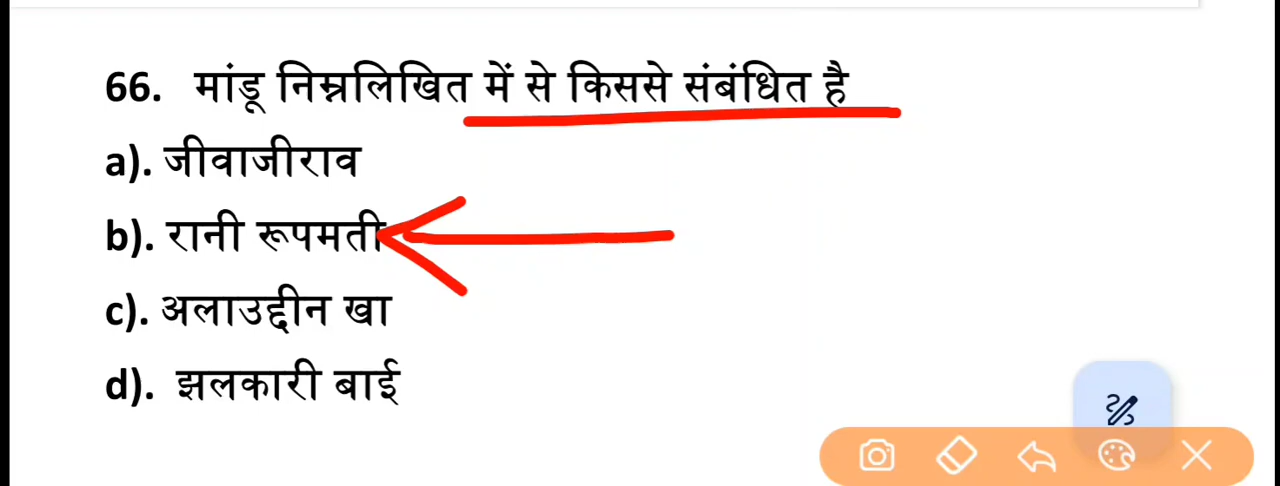 66. मांडू निम्नलिखित में से किससे संबंधित है
a). जीवाजीराव
b). रानी रूपमती
c). अलाउद्दीन खा
d). झलकारी बाई